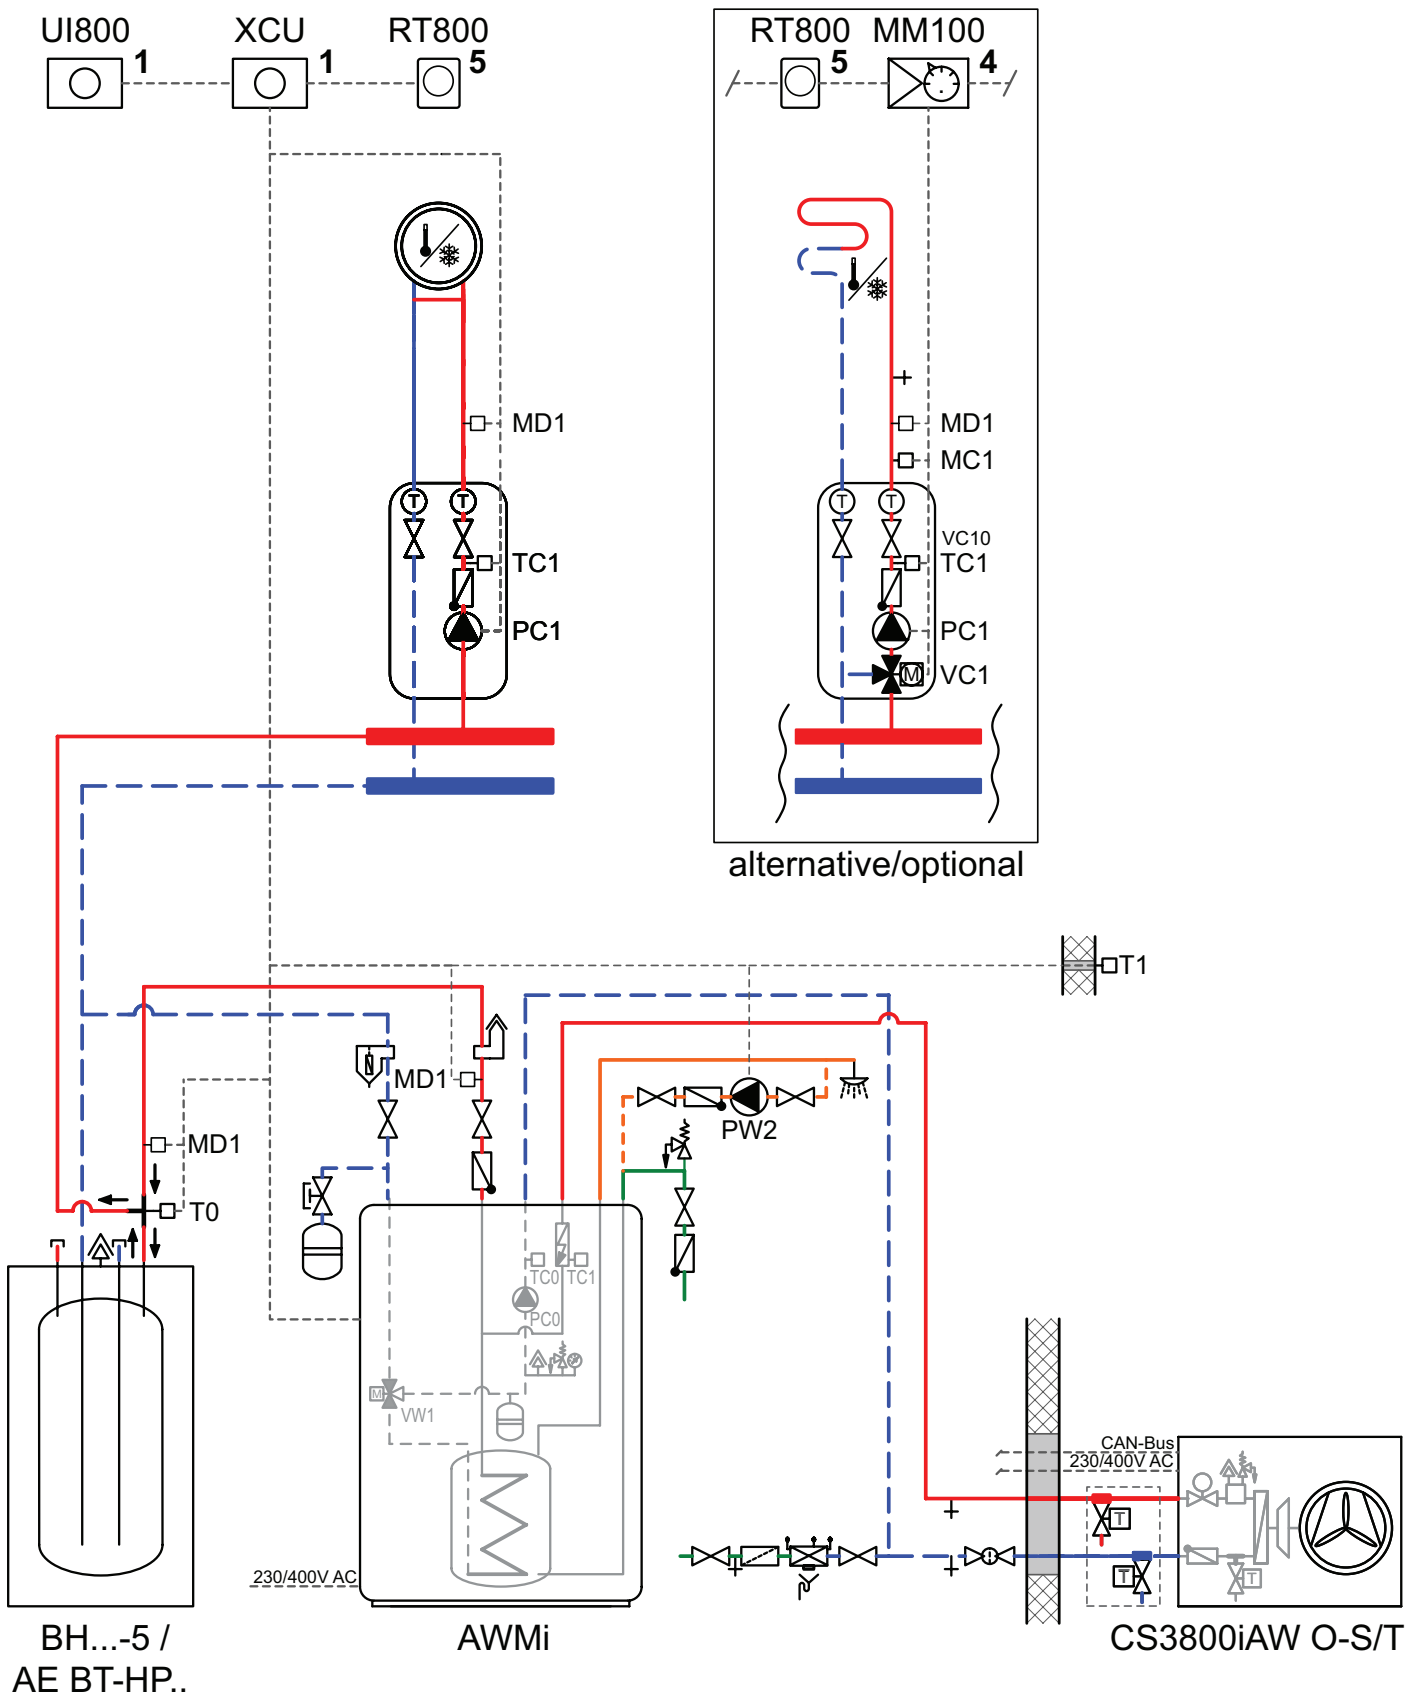 UI800 XCU RT800
1 1 5
RT800 MM100
5 4
MD1
T T
TC1
PC1
MD1
MC1
T T
VC10
TC1
PC1
M VC1
alternative/optional
T1
MD1
PW2
MD1
T0
TC0 TC1
PC0
M
VW1
CAN-Bus
230/400V AC
T
T
T
230/400V AC
BH...-5 /
AE BT-HP..
AWMi
CS3800iAW O-S/T